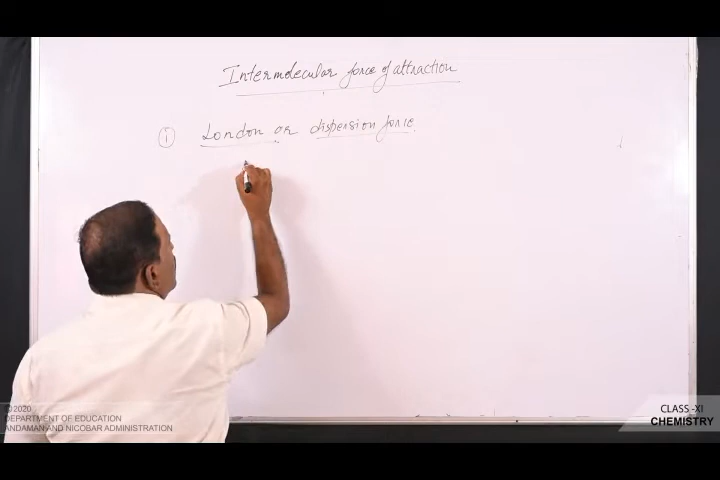 Intermolecular force of attraction
i London or dispersion force
©2020
DEPARTMENT OF EDUCATION
ANDAMAN AND NICOBAR ADMINISTRATION
CLASS -XI
CHEMISTRY